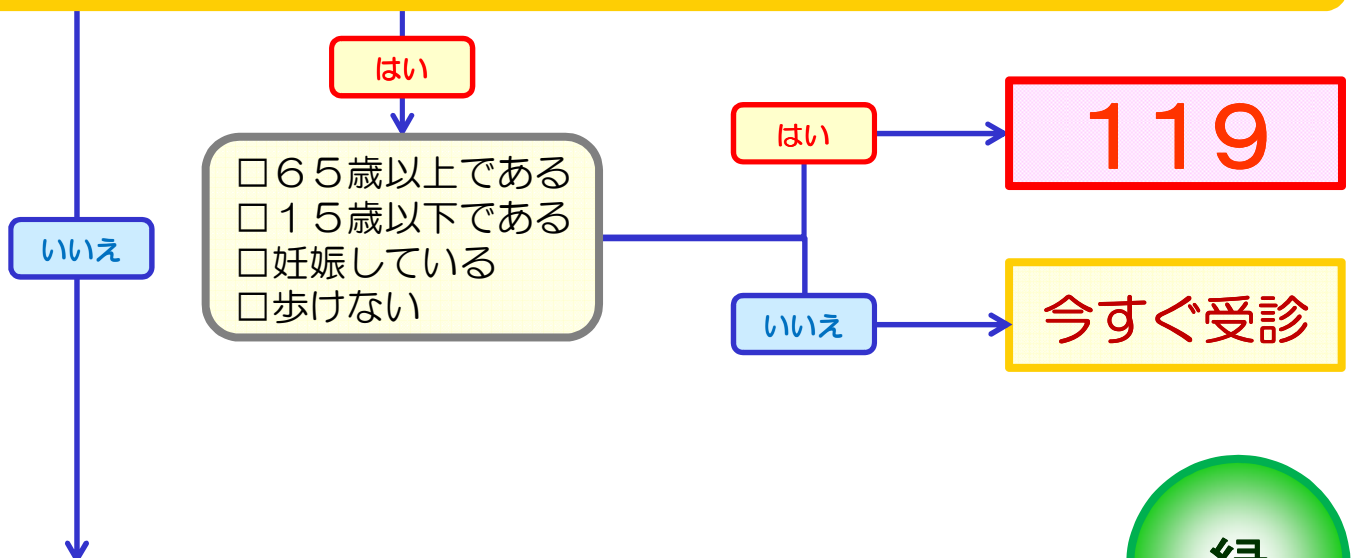 はい
□６５歳以上である
□１５歳以下である
□妊娠している
□歩けない
はい
１１９
いいえ
いいえ
今すぐ受診
緑